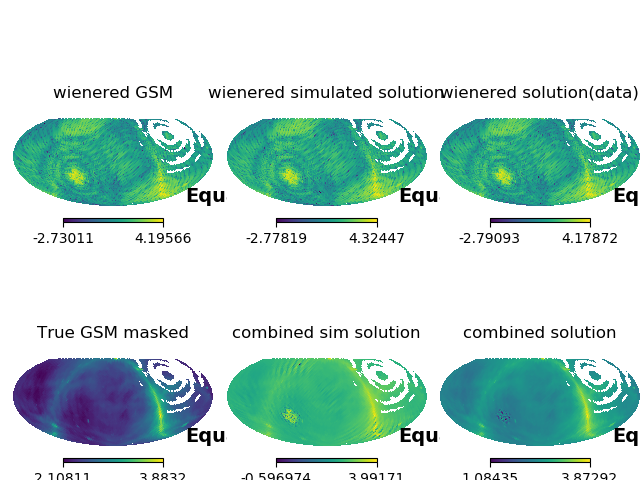 wienered GSM
wienered simulated solution
wienered solution(data)
Equ
Equ
Eq
-2.73011 4.19566
-2.77819 4.32447
-2.79093 4.17872
True GSM masked
combined sim solution
combined solution
Equ
Equ
Eq
2.10811 3.8832
-0.596974 3.99171
1.08435 3.87292